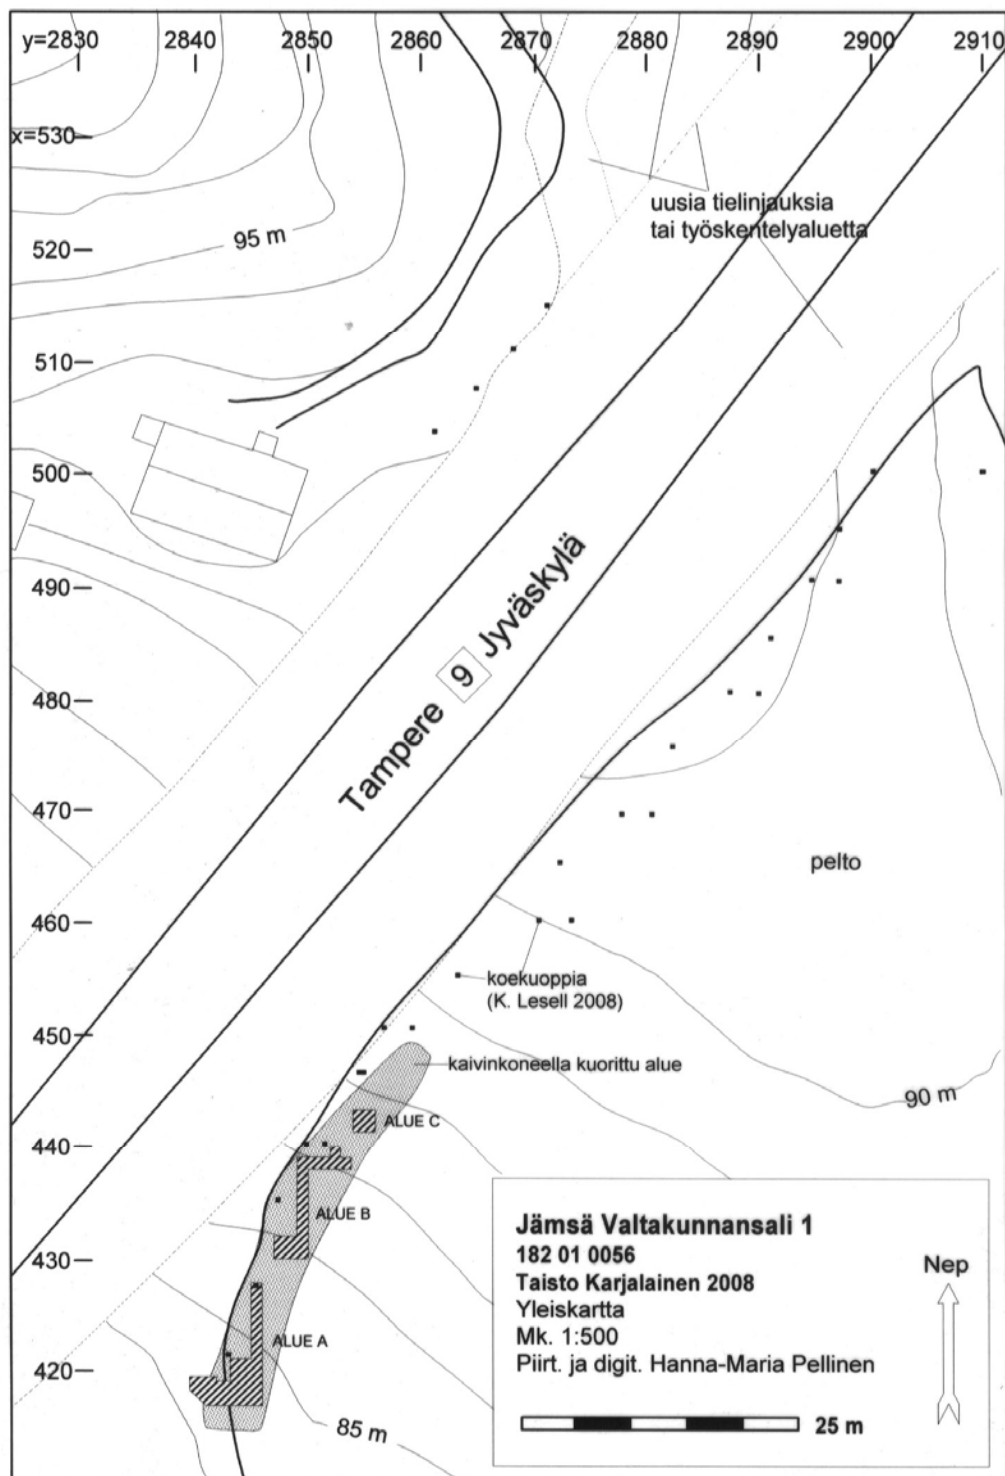 y=2830 2840 2850 2860 2870 2880 2890 2900 2910
x=530
520
510
500
490
480
470
460
450
440
430
420
95 m
uusia tielinjauksia
tai työskentelyaluetta
Tampere 9 Jyväskylä
pelto
koekuoppia
(K. Lesell 2008)
kaivinkoneella kuorittu alue
90 m
ALUE C
ALUE B
ALUE A
85 m
Jämsä Valtakunnansali 1
182 01 0056
Taisto Karjalainen 2008
Yleiskartta
Mk. 1:500
Piirt. ja digit. Hanna-Maria Pellinen
Nep
25 m